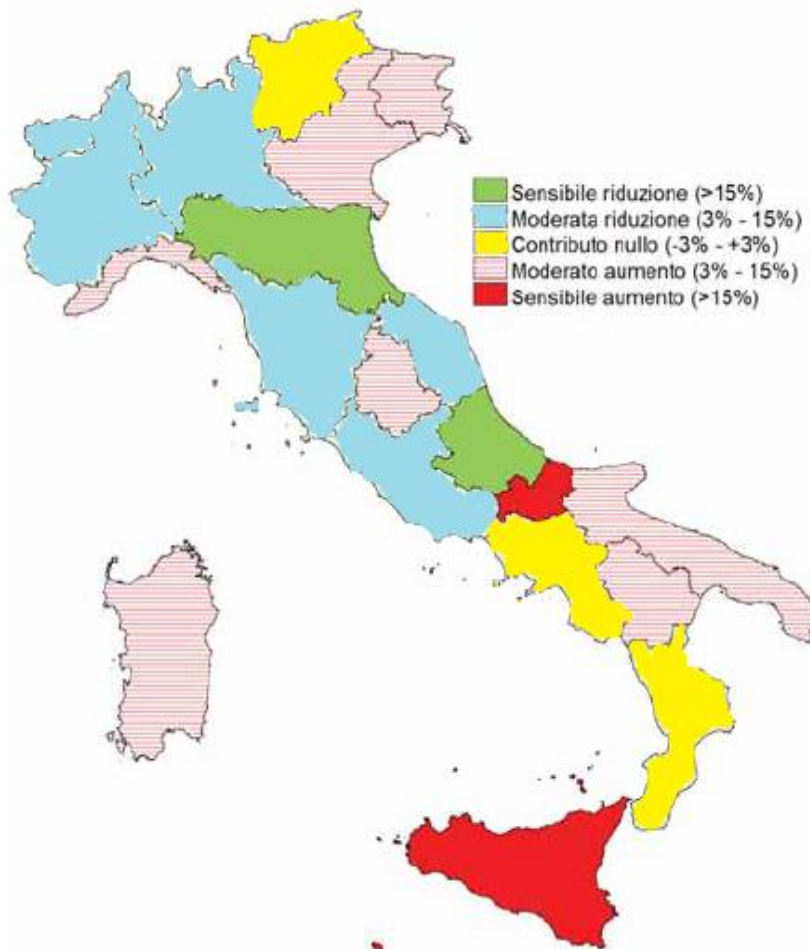 Sensibile riduzione (>15%)
Moderata riduzione (3% - 15%)
Contributo nullo (-3% - +3%)
Moderato aumento (3% - 15%)
Sensibile aumento (>15%)